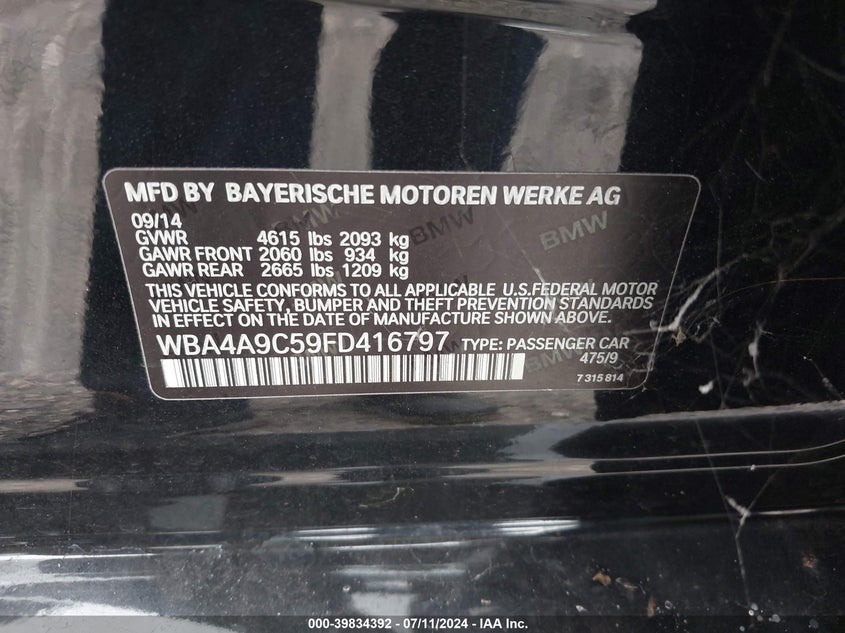 MFD BY BAYERISCHE MOTOREN WERKE AG
09/14
GVWR 4615 lbs 2093 kg
GAWR FRONT 2060 lbs 934 kg
GAWR REAR 2665 lbs 1209 kg
THIS VEHICLE CONFORMS TO ALL APPLICABLE U.S.FEDERAL MOTOR
VEHICLE SAFETY, BUMPER AND THEFT PREVENTION STANDARDS
IN EFFECT ON THE DATE OF MANUFACTURE SHOWN ABOVE.
WBA4A9C59FD416797 TYPE: PASSENGER CAR
475/9
7 315 814
BMW
BMW
000-39834392 - 07/11/2024 - IAA Inc.